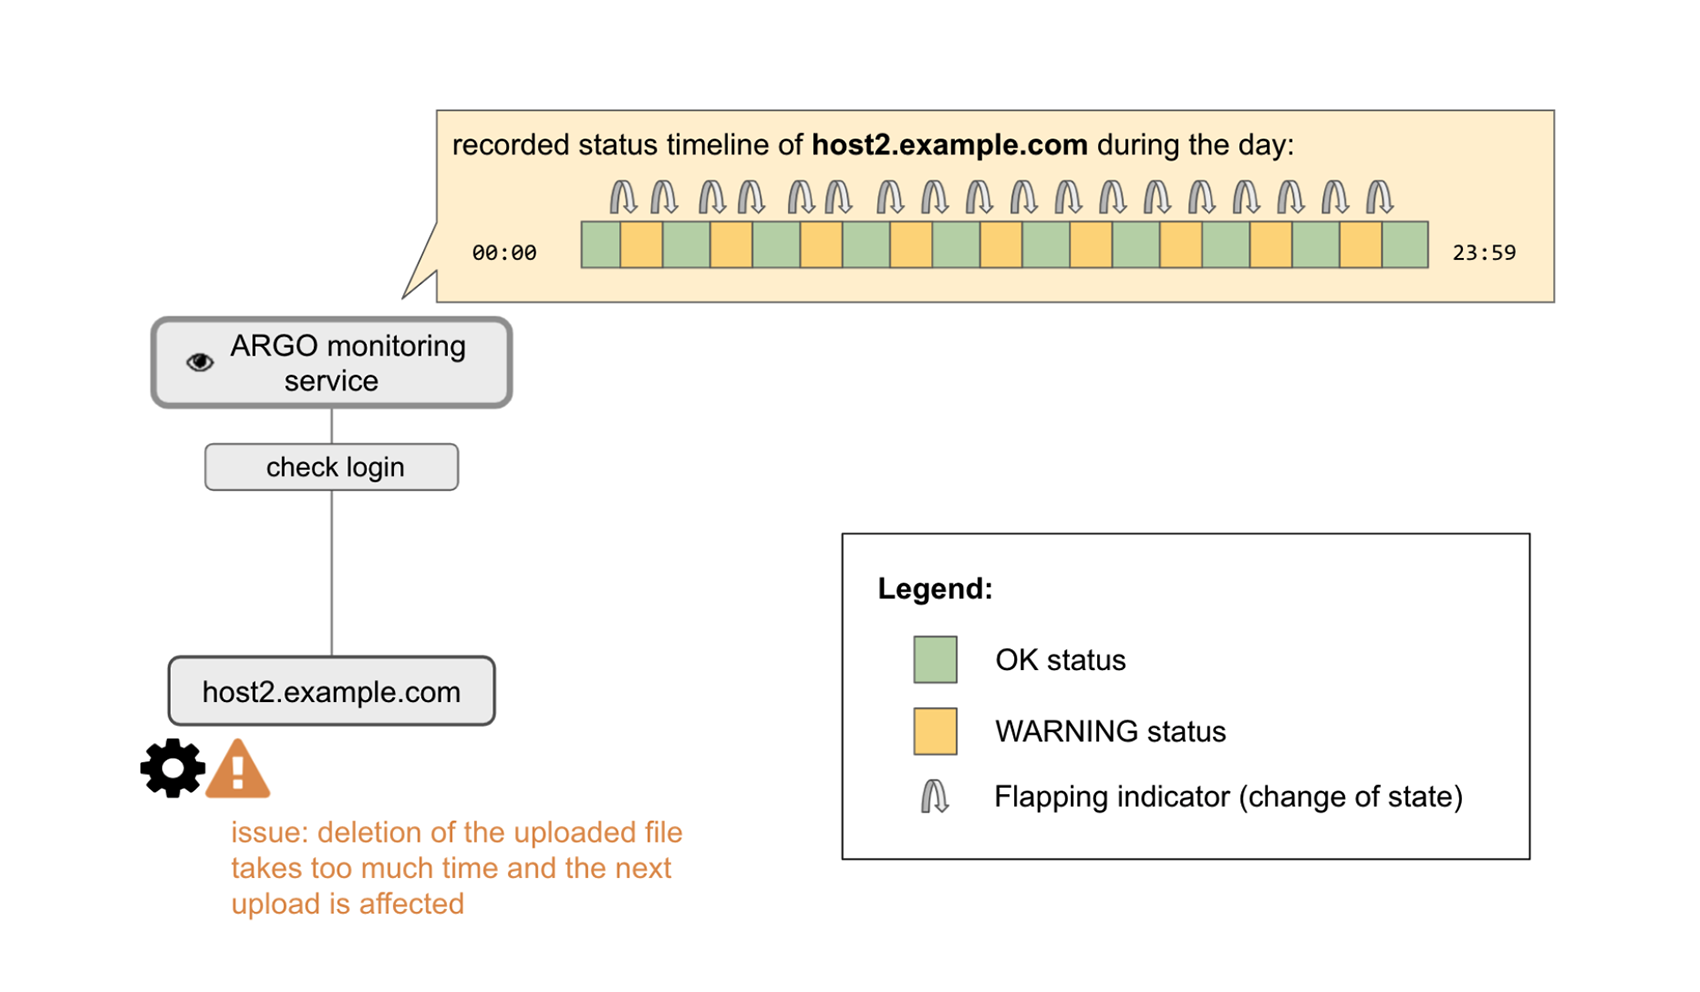 recorded status timeline of host2.example.com during the day:
00:00
23:59
ARGO monitoring
service
check login
host2.example.com
issue: deletion of the uploaded file
takes too much time and the next
upload is affected
Legend:
OK status
WARNING status
Flapping indicator (change of state)